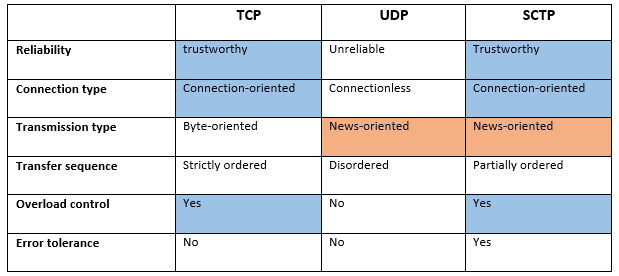 TCP UDP SCTP
Reliability trustworthy Unreliable Trustworthy
Connection type Connection-oriented Connectionless Connection-oriented
Transmission type Byte-oriented News-oriented News-oriented
Transfer sequence Strictly ordered Disordered Partially ordered
Overload control Yes No Yes
Error tolerance No No Yes